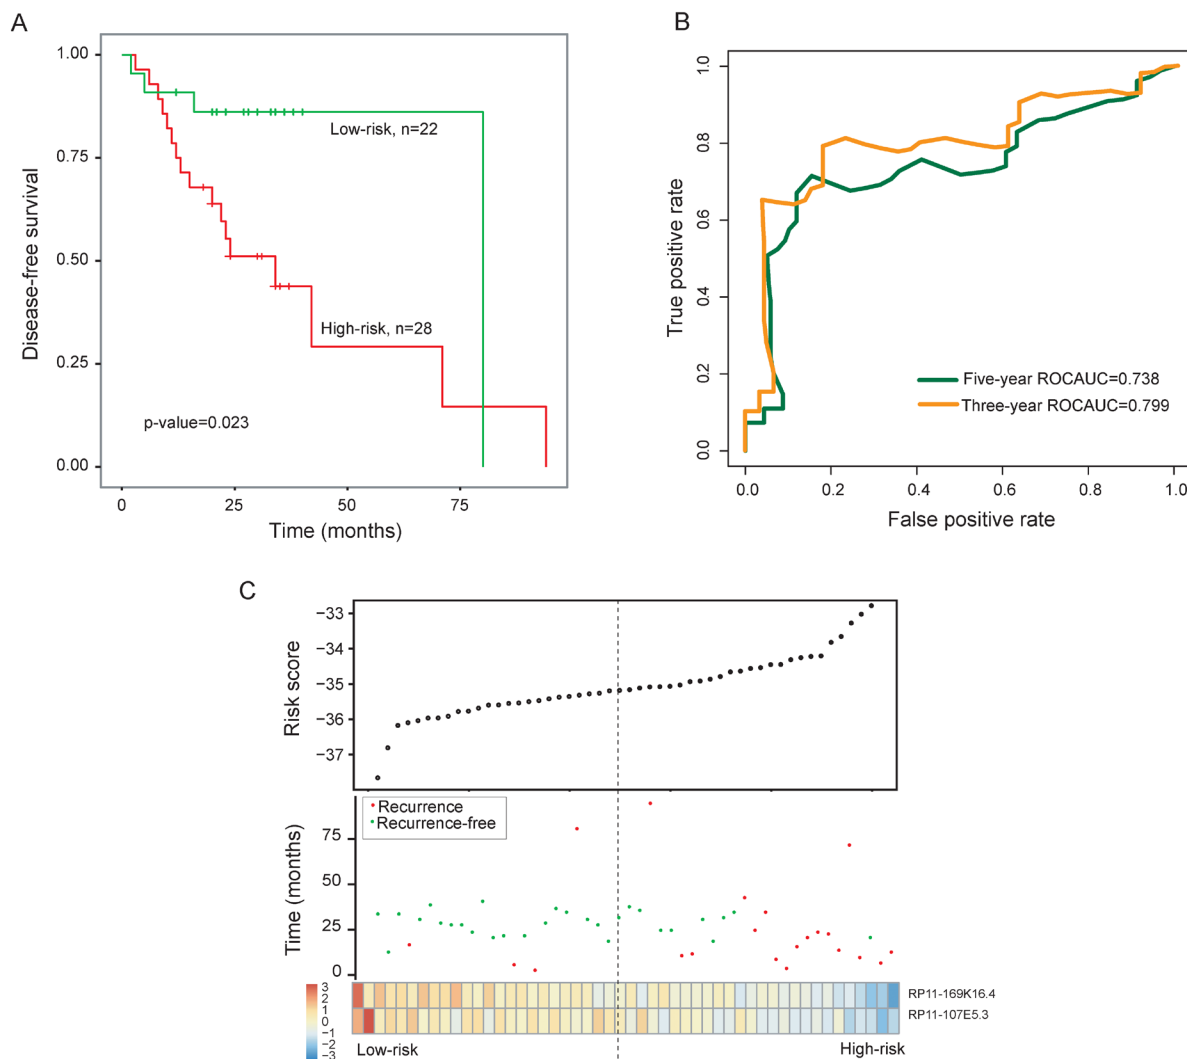 A
1.00
0.75
0.50
0.25
0.00
Disease-free survival
Low-risk, n=22
High-risk, n=28
p-value=0.023
0
25
50
75
Time (months)
B
1.0
0.8
0.6
0.4
0.2
0.0
True positive rate
Five-year ROCAUC=0.738
Three-year ROCAUC=0.799
0.0
0.2
0.4
0.6
0.8
1.0
False positive rate
C
−33
−34
−35
−36
−37
Risk score
Recurrence
Recurrence-free
75
50
25
0
Time (months)
3
2
1
0
−1
−2
−3
RP11-169K16.4
RP11-107E5.3
Low-risk
High-risk